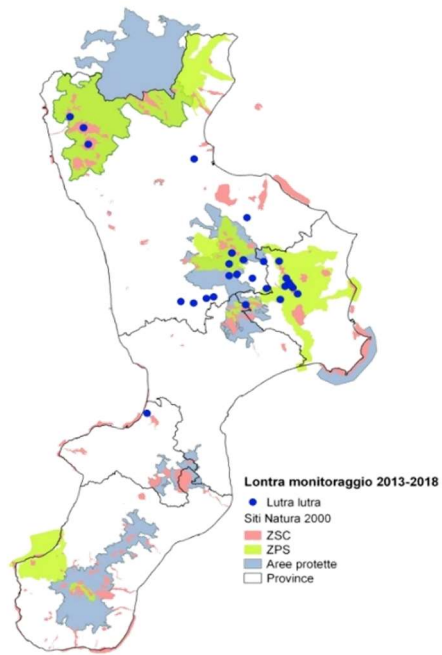 Lontra monitoraggio 2013-2018
Lutra lutra
Siti Natura 2000
ZSC
ZPS
Aree protette
Province